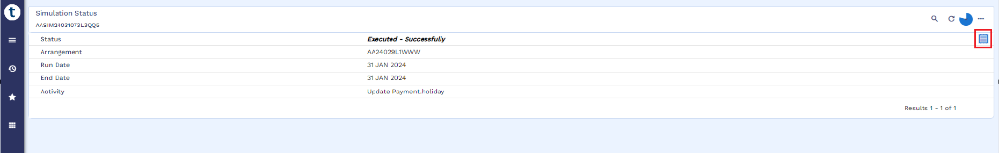 t
Simulation Status
AASIM21031073L3QQ6
Status Executed - Successfully
Arrangement AA24029L1WWW
Run Date 31 JAN 2024
End Date 31 JAN 2024
Activity Update Payment.holiday
Results 1 - 1 of 1